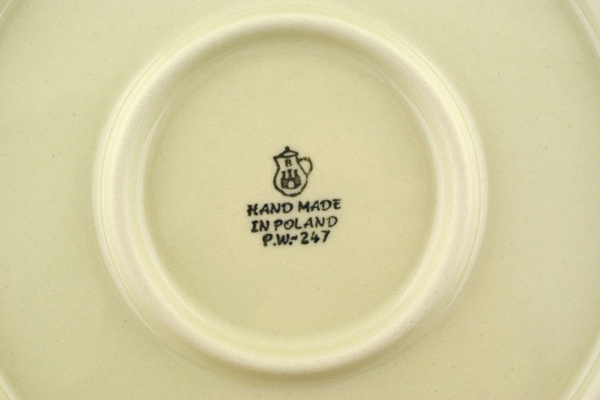 B
HAND MADE
IN POLAND
P.W.-247